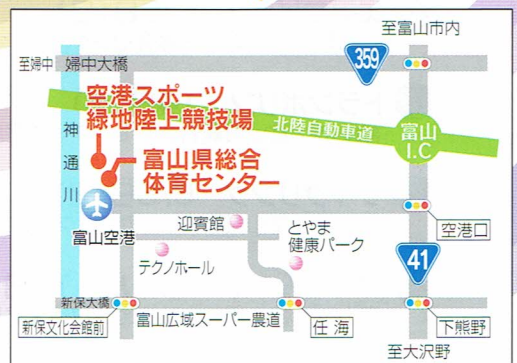 至富山市内
359
至婦中
婦中大橋
空港スポーツ
緑地陸上競技場
北陸自動車道
富山
I.C
神通川
富山県総合
体育センター
富山空港
迎賓館
とやま
健康パーク
空港口
テクノホール
41
新保大橋
新保文化会館前
富山広域スーパー農道
任海
下熊野
至大沢野